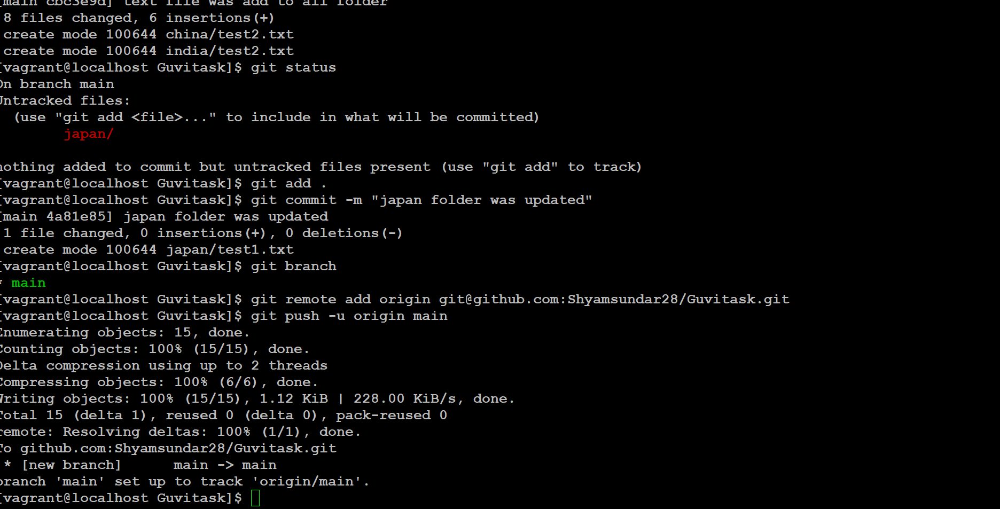 [main cbc3e9d] text file was add to all folder
8 files changed, 6 insertions(+)
create mode 100644 china/test2.txt
create mode 100644 india/test2.txt
[vagrant@localhost Guvitask]$ git status
On branch main
Untracked files:
(use "git add <file>..." to include in what will be committed)
japan/
nothing added to commit but untracked files present (use "git add" to track)
[vagrant@localhost Guvitask]$ git add .
[vagrant@localhost Guvitask]$ git commit -m "japan folder was updated"
[main 4a81e85] japan folder was updated
1 file changed, 0 insertions(+), 0 deletions(-)
create mode 100644 japan/test1.txt
[vagrant@localhost Guvitask]$ git branch
* main
[vagrant@localhost Guvitask]$ git remote add origin git@github.com:Shyamsundar28/Guvitask.git
[vagrant@localhost Guvitask]$ git push -u origin main
Enumerating objects: 15, done.
Counting objects: 100% (15/15), done.
Delta compression using up to 2 threads
Compressing objects: 100% (6/6), done.
Writing objects: 100% (15/15), 1.12 KiB | 228.00 KiB/s, done.
Total 15 (delta 1), reused 0 (delta 0), pack-reused 0
remote: Resolving deltas: 100% (1/1), done.
To github.com:Shyamsundar28/Guvitask.git
* [new branch] main -> main
branch 'main' set up to track 'origin/main'.
[vagrant@localhost Guvitask]$